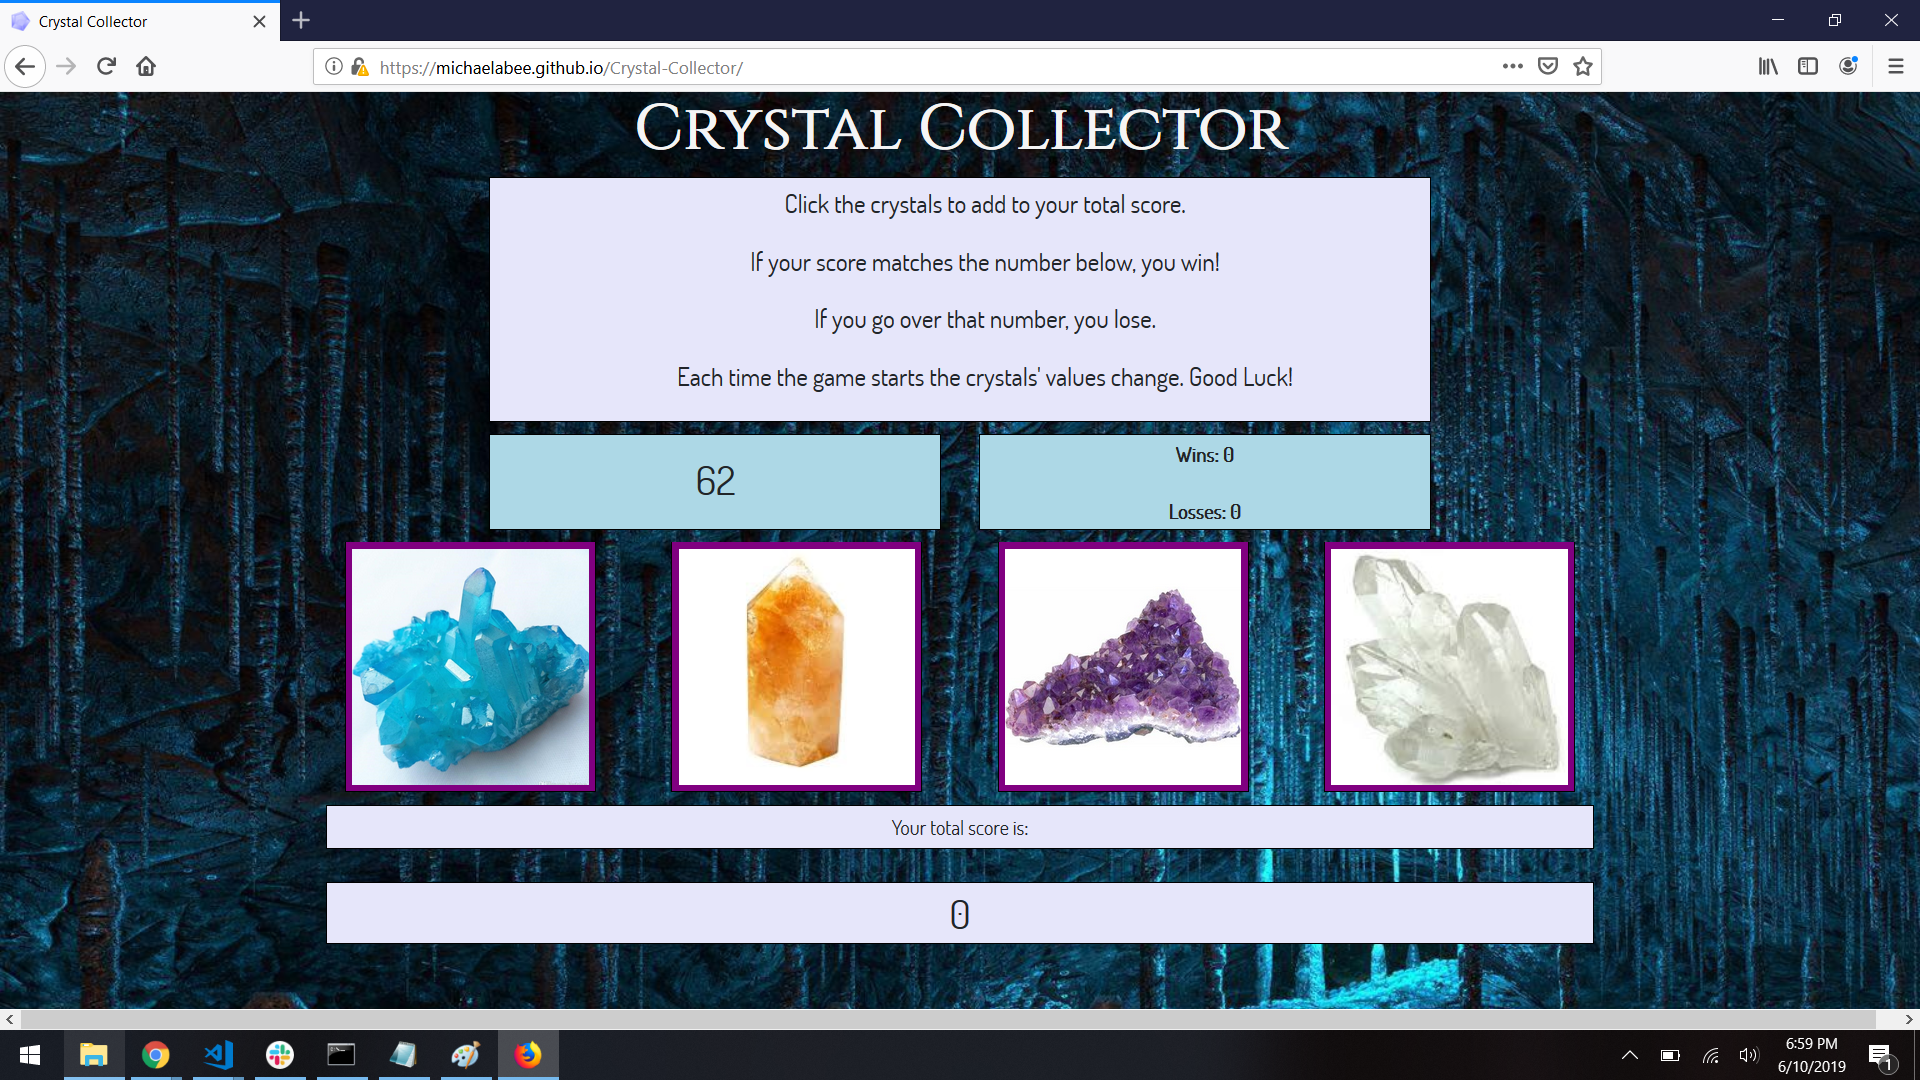 Crystal Collector
https://michaelabee.github.io/Crystal-Collector/
Crystal Collector
Click the crystals to add to your total score.
If your score matches the number below, you win!
If you go over that number, you lose.
Each time the game starts the crystals' values change. Good Luck!
62
Wins: 0
Losses: 0
Your total score is:
0
6:59 PM
6/10/2019
1